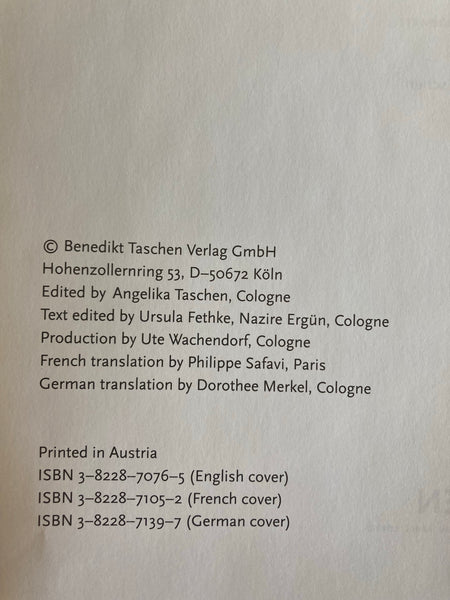 © Benedikt Taschen Verlag GmbH
Hohenzollernring 53, D–50672 Köln
Edited by Angelika Taschen, Cologne
Text edited by Ursula Fethke, Nazire Ergün, Cologne
Production by Ute Wachendorf, Cologne
French translation by Philippe Safavi, Paris
German translation by Dorothee Merkel, Cologne
Printed in Austria
ISBN 3–8228–7076–5 (English cover)
ISBN 3–8228–7105–2 (French cover)
ISBN 3–8228–7139–7 (German cover)